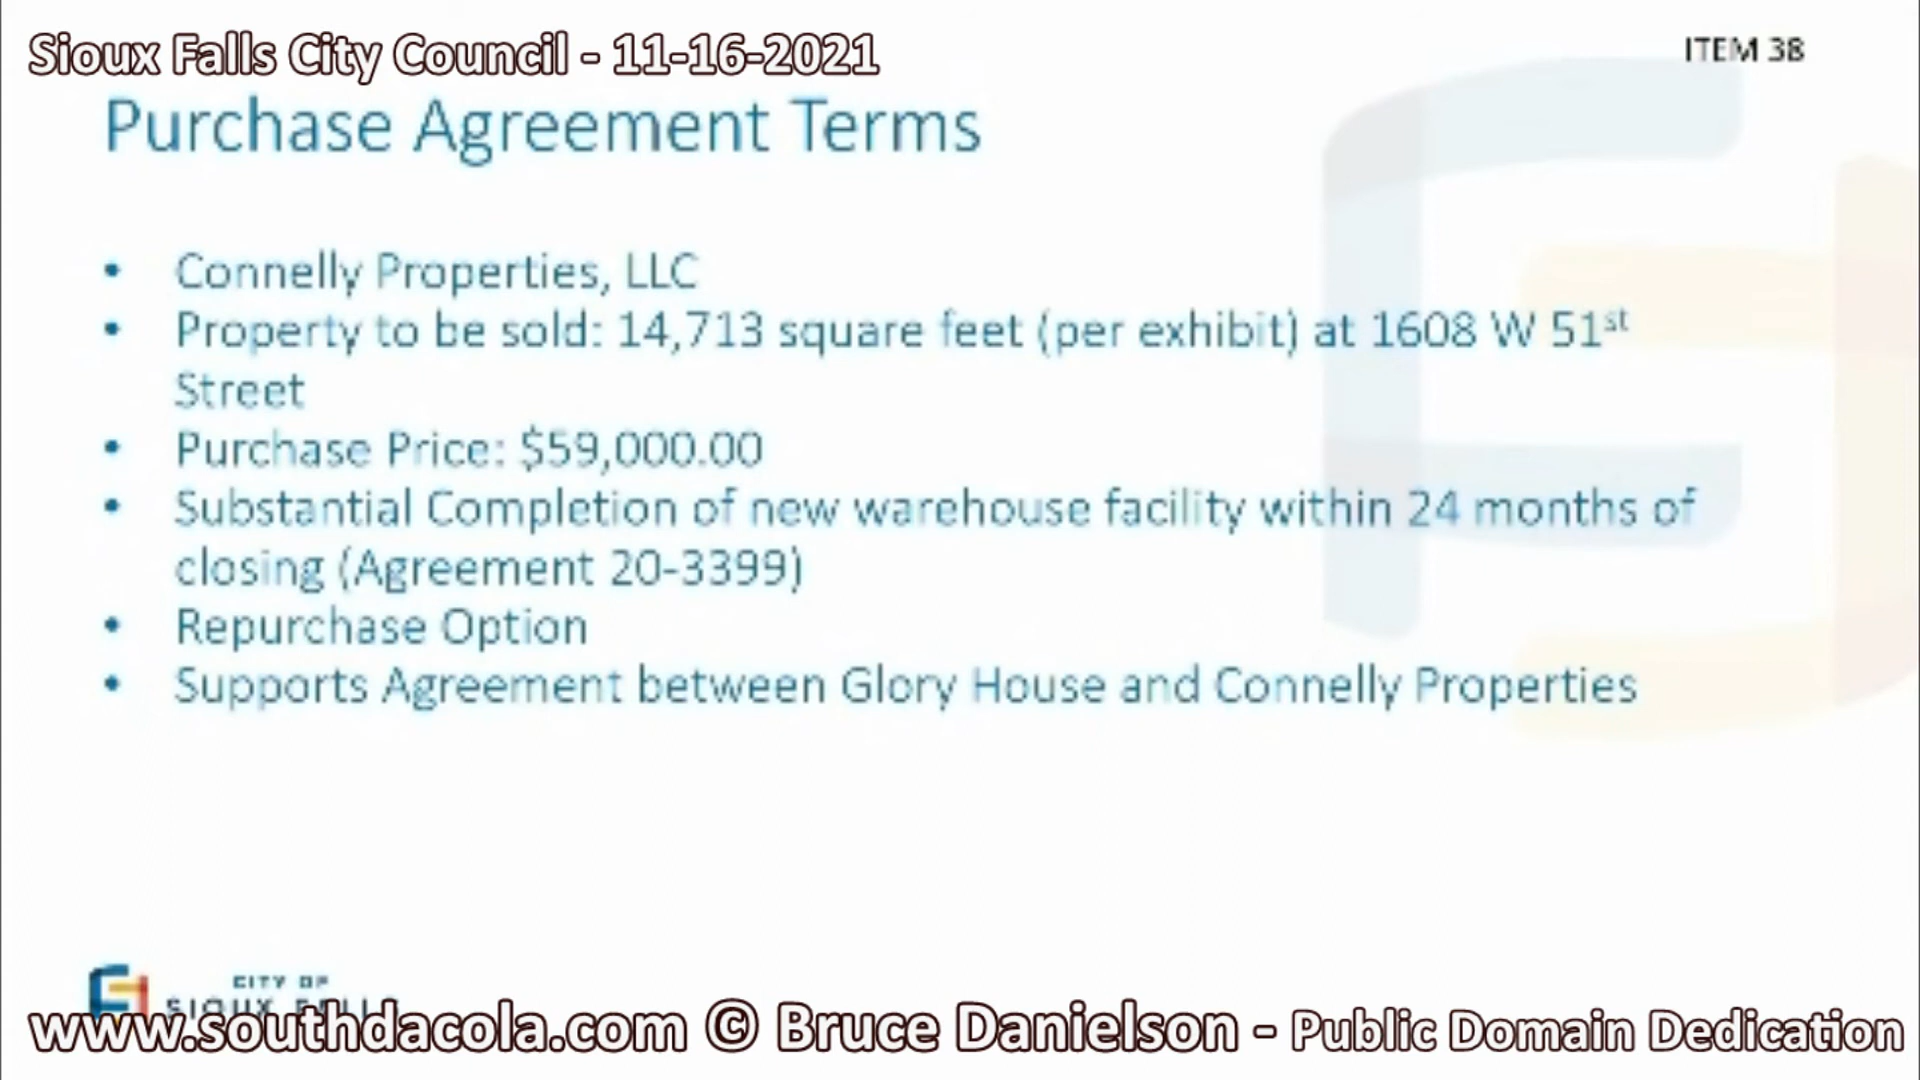 Sioux Falls City Council - 11-16-2021
ITEM 38
Purchase Agreement Terms
• Connelly Properties, LLC
• Property to be sold: 14,713 square feet (per exhibit) at 1608 W 51st
Street
• Purchase Price: $59,000.00
• Substantial Completion of new warehouse facility within 24 months of
closing (Agreement 20-3399)
• Repurchase Option
• Supports Agreement between Glory House and Connelly Properties
CITY OF
SIOUX FALLS
www.southdacola.com © Bruce Danielson - Public Domain Dedication